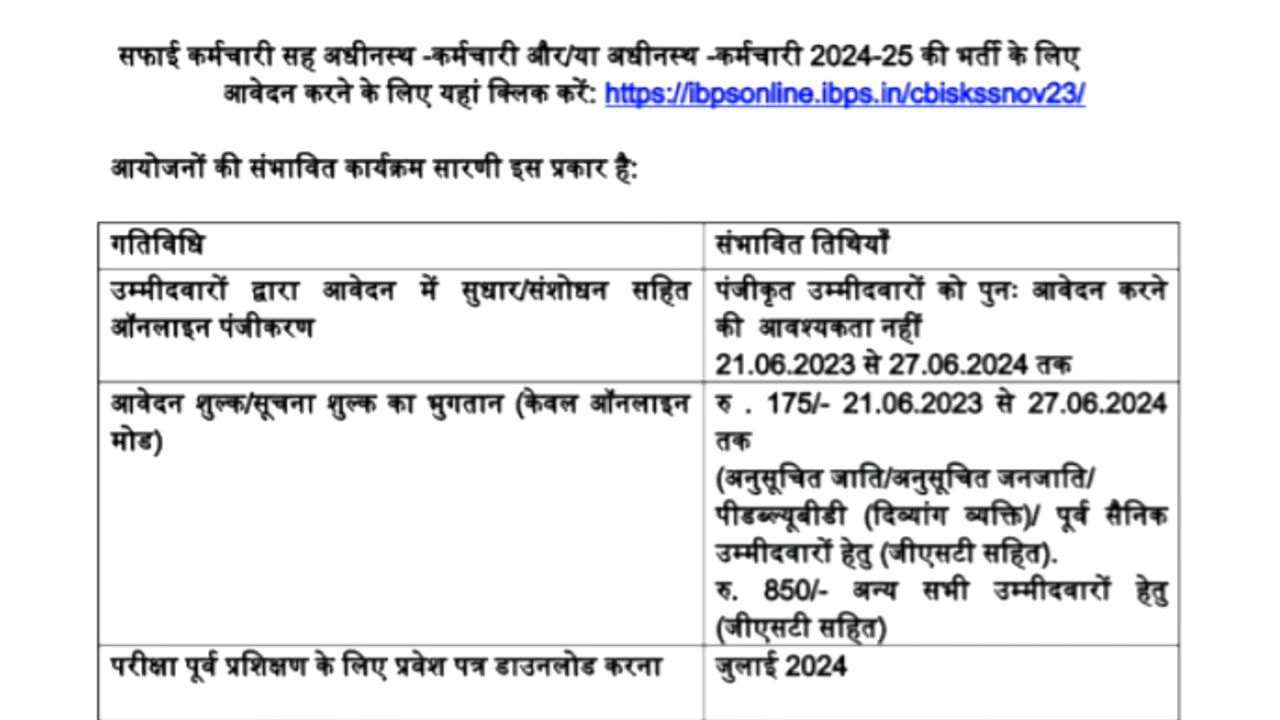 सफाई कर्मचारी सह अधीनस्थ -कर्मचारी और/या अधीनस्थ -कर्मचारी 2024-25 की भर्ती के लिए
आवेदन करने के लिए यहां क्लिक करें: https://ibpsonline.ibps.in/cbiskssnov23/
आयोजनों की संभावित कार्यक्रम सारणी इस प्रकार है:
गतिविधि
संभावित तिथियाँ
उम्मीदवारों द्वारा आवेदन में सुधार/संशोधन सहित
ऑनलाइन पंजीकरण
पंजीकृत उम्मीदवारों को पुनः आवेदन करने
की आवश्यकता नहीं
21.06.2023 से 27.06.2024 तक
आवेदन शुल्क/सूचना शुल्क का भुगतान (केवल ऑनलाइन
मोड)
रु . 175/- 21.06.2023 से 27.06.2024
तक
(अनुसूचित जाति/अनुसूचित जनजाति/
पीडब्ल्यूबीडी (दिव्यांग व्यक्ति)/ पूर्व सैनिक
उम्मीदवारों हेतु (जीएसटी सहित).
रु. 850/- अन्य सभी उम्मीदवारों हेतु
(जीएसटी सहित)
परीक्षा पूर्व प्रशिक्षण के लिए प्रवेश पत्र डाउनलोड करना
जुलाई 2024